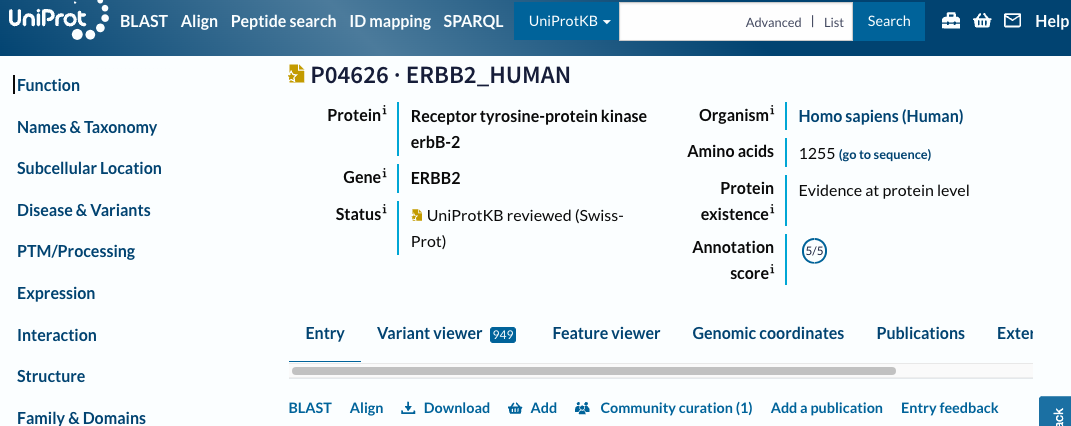 UniProt BLAST Align Peptide search ID mapping SPARQL UniProtKB Advanced | List Search Help
P04626 · ERBB2_HUMAN
Function
Names & Taxonomy
Subcellular Location
Disease & Variants
PTM/Processing
Expression
Interaction
Structure
Family & Domains
Protein i Receptor tyrosine-protein kinase
erbB-2
Gene i ERBB2
Status i UniProtKB reviewed (Swiss-
Prot)
Organism i Homo sapiens (Human)
Amino acids 1255 (go to sequence)
Protein
existence i Evidence at protein level
Annotation
score i 5/5
Entry Variant viewer 949 Feature viewer Genomic coordinates Publications Exter
BLAST Align Download Add Community curation (1) Add a publication Entry feedback
ack